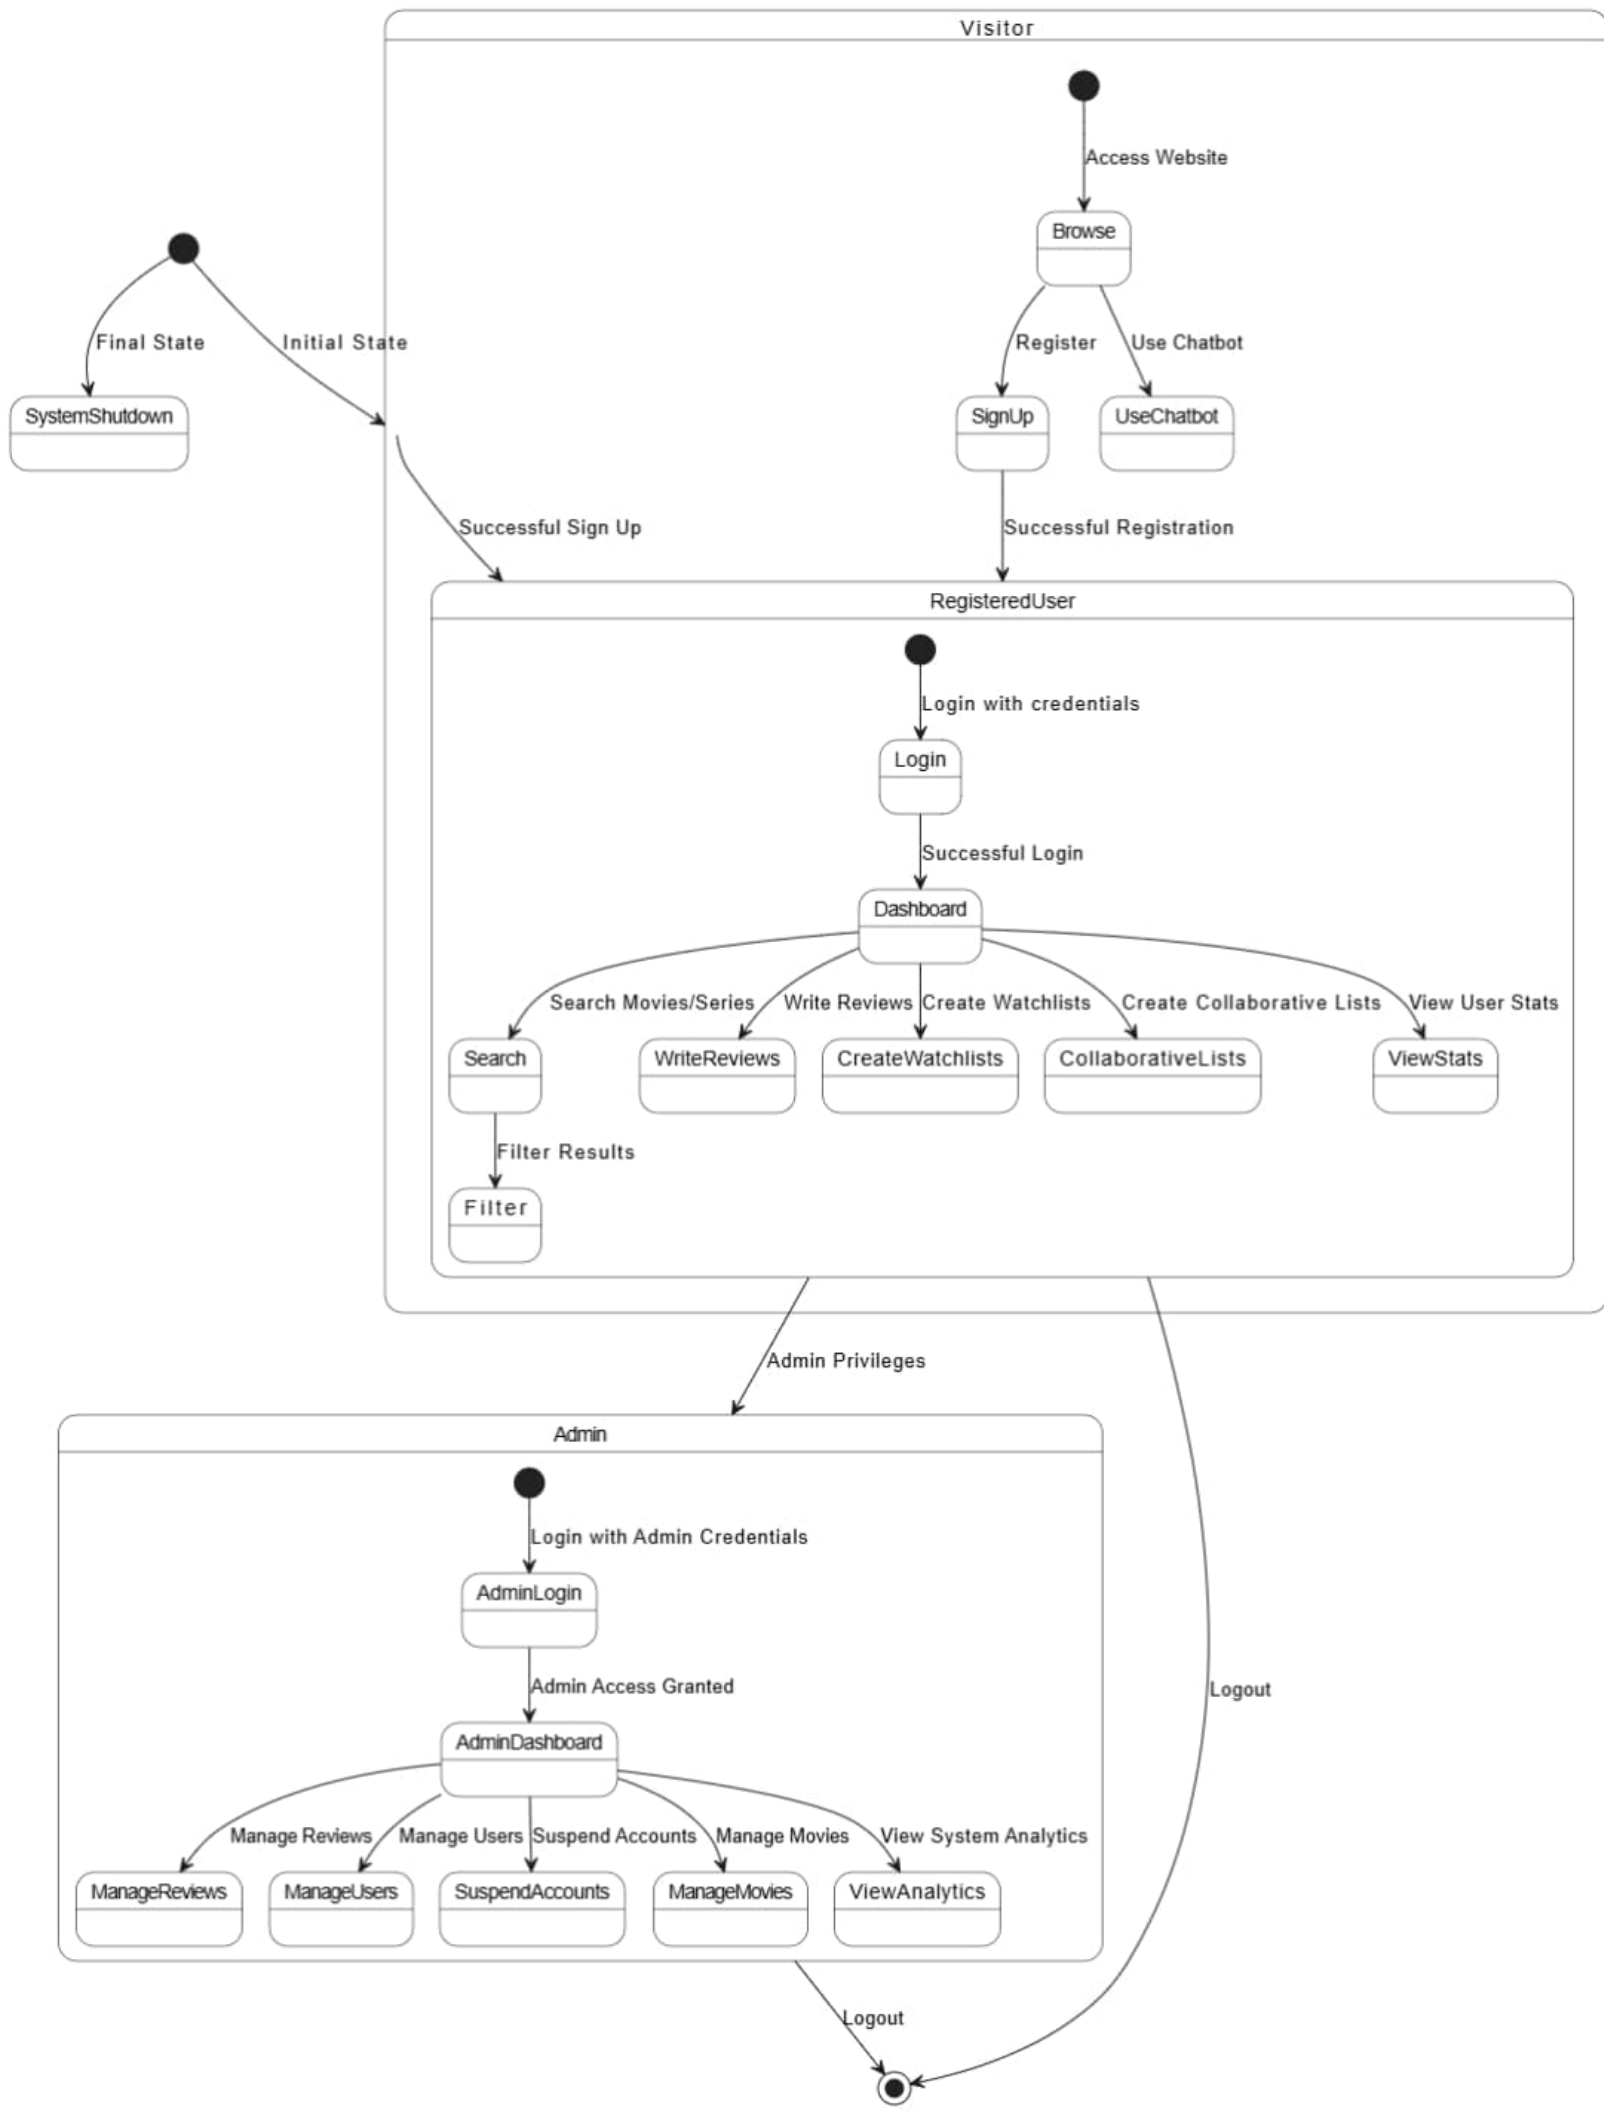 Visitor
Access Website
Browse
Final State
Initial State
Register
Use Chatbot
SystemShutdown
SignUp
UseChatbot
Successful Sign Up
Successful Registration
RegisteredUser
Login with credentials
Login
Successful Login
Dashboard
Search Movies/Series
Write Reviews
Create Watchlists
Create Collaborative Lists
View User Stats
Search
WriteReviews
CreateWatchlists
CollaborativeLists
ViewStats
Filter Results
Filter
Admin Privileges
Admin
Login with Admin Credentials
AdminLogin
Admin Access Granted
Logout
AdminDashboard
Manage Reviews
Manage Users
Suspend Accounts
Manage Movies
View System Analytics
ManageReviews
ManageUsers
SuspendAccounts
ManageMovies
ViewAnalytics
Logout